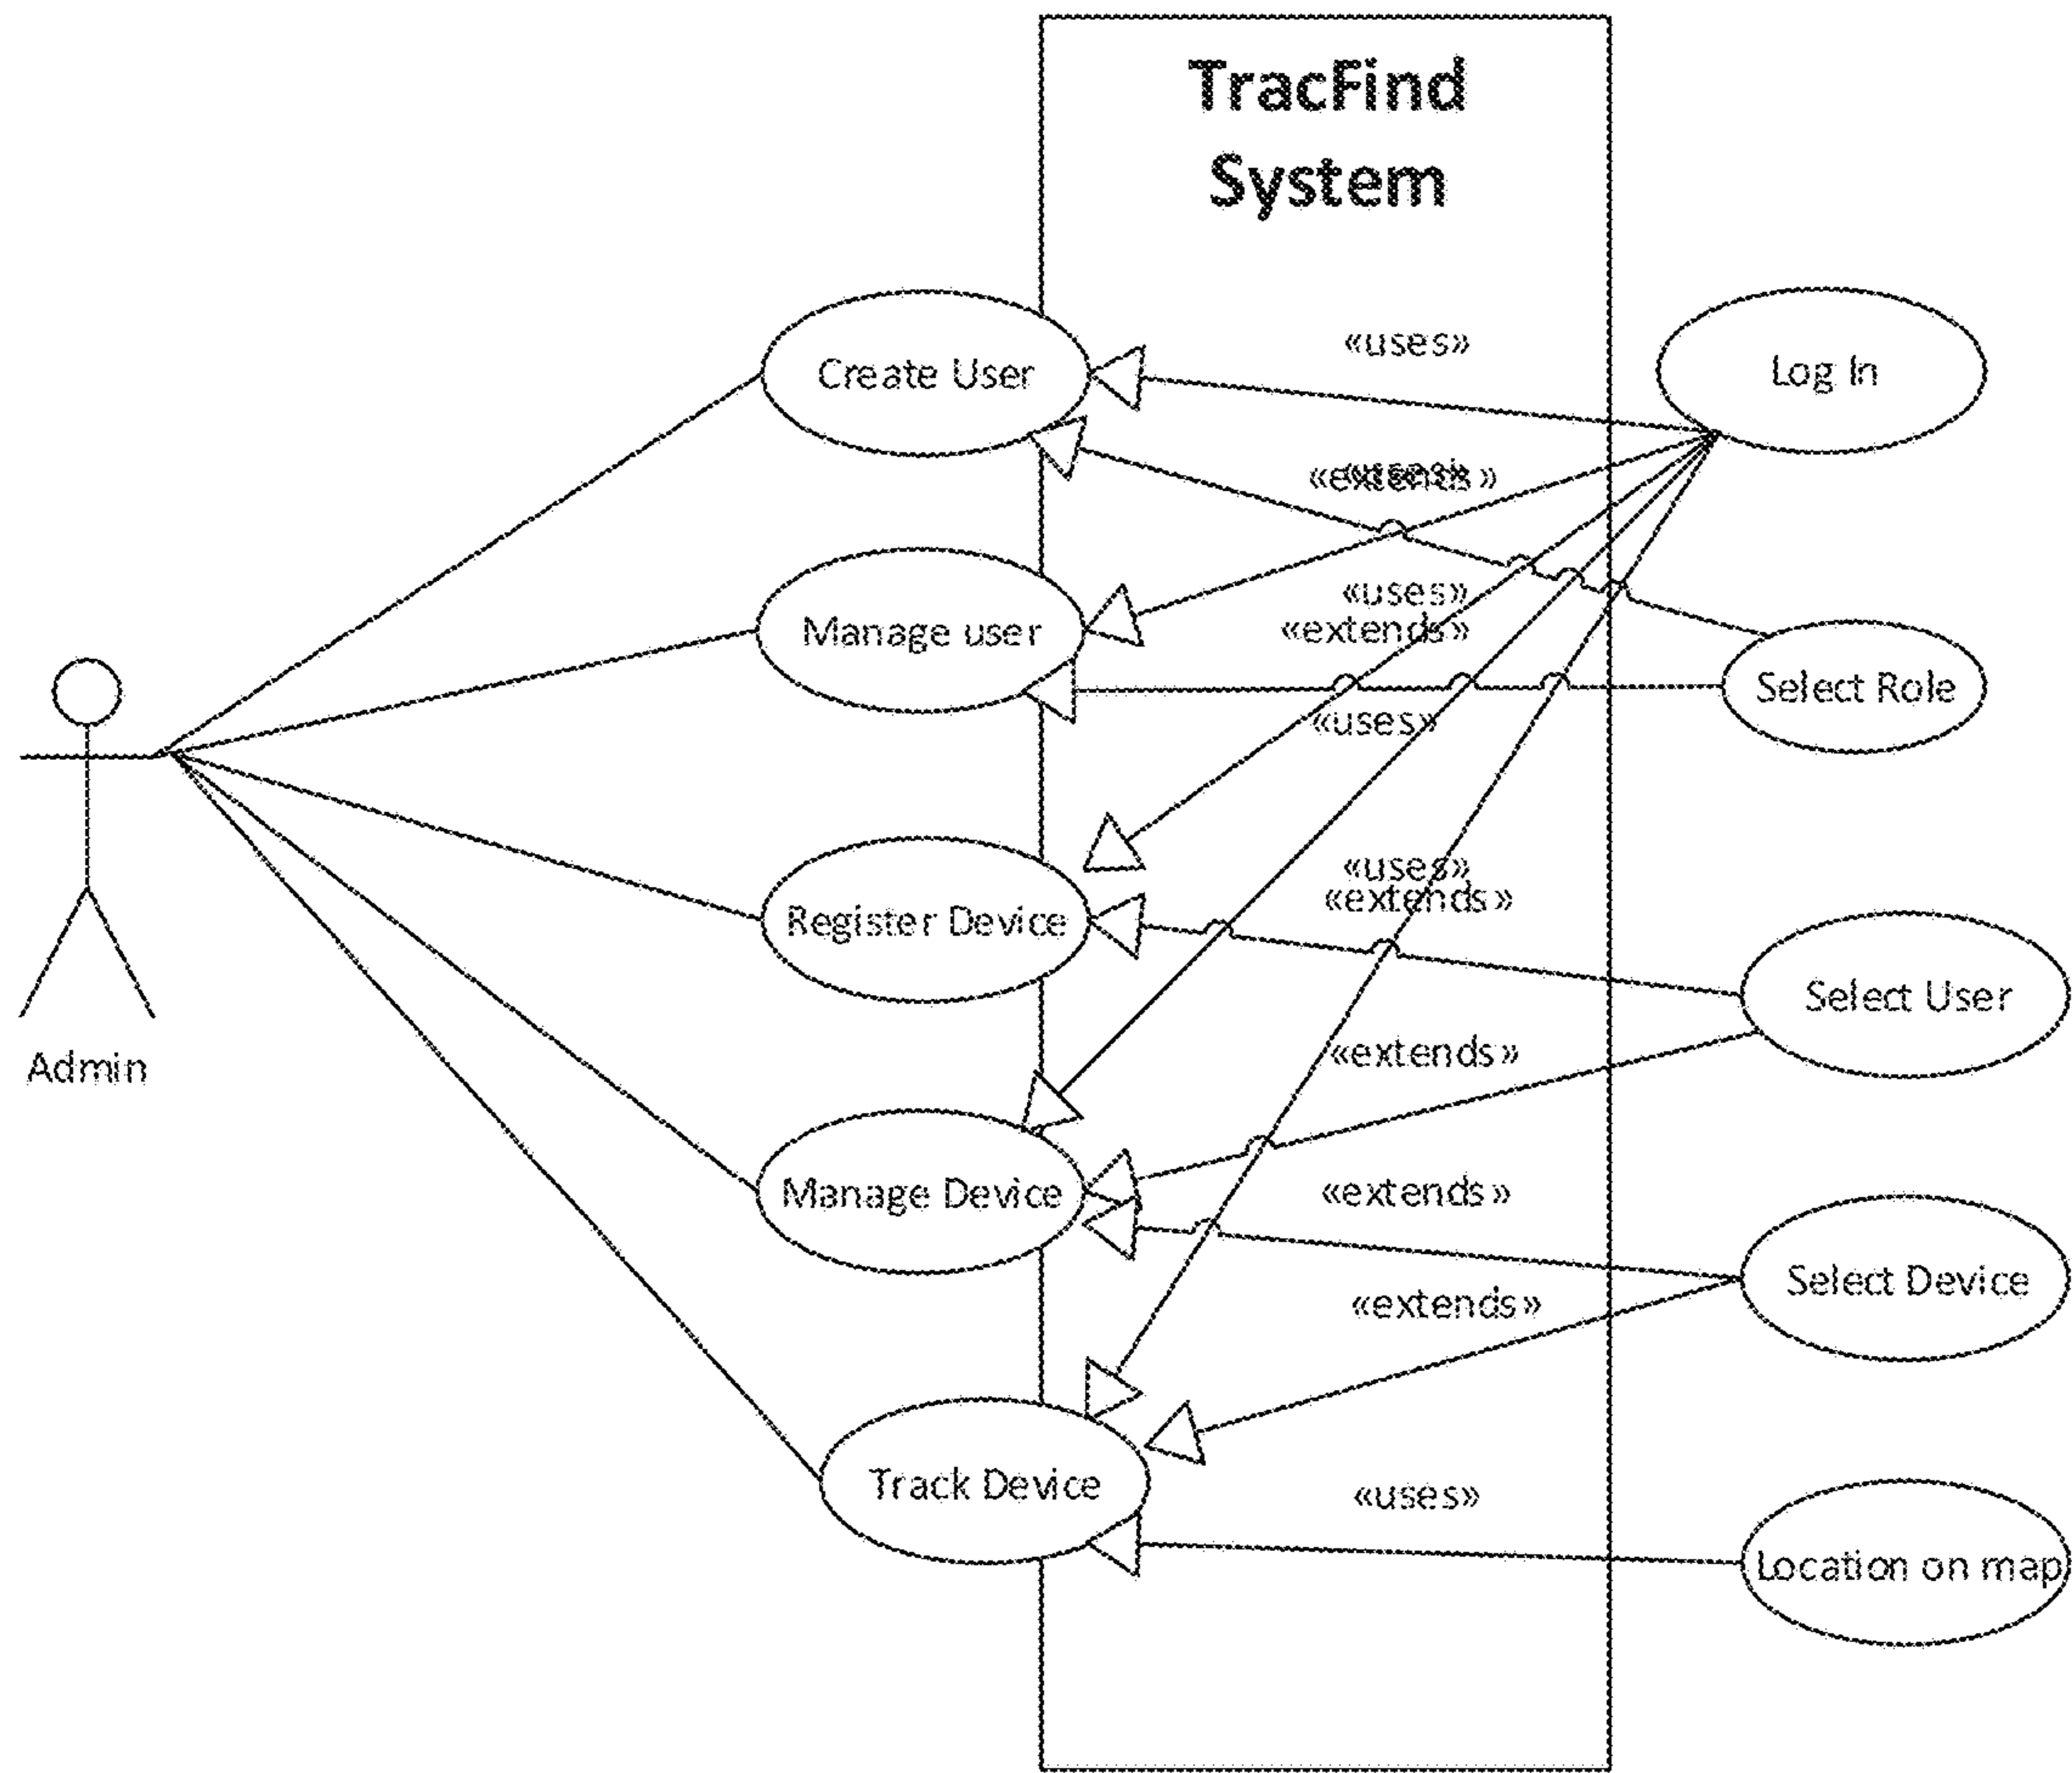 TracFind
System
«uses»
Create User
Log In
«uses»
«extends»
«uses»
Manage user
«extends»
Select Role
«uses»
«uses»
«extends»
Register Device
Select User
«extends»
Admin
Manage Device
«extends»
Select Device
«extends»
Track Device
«uses»
Location on map